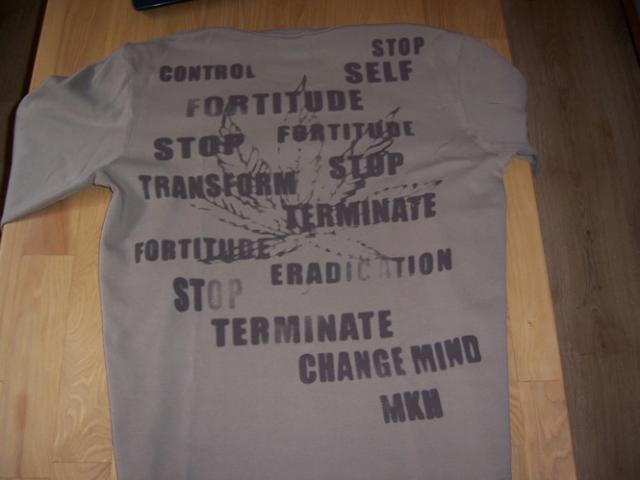 STOP
CONTROL SELF
FORTITUDE
STOP FORTITUDE
STOP
TRANSFORM
TERMINATE
FORTITUDE
ERADICATION
STOP
TERMINATE
CHANGE MIND
MKH